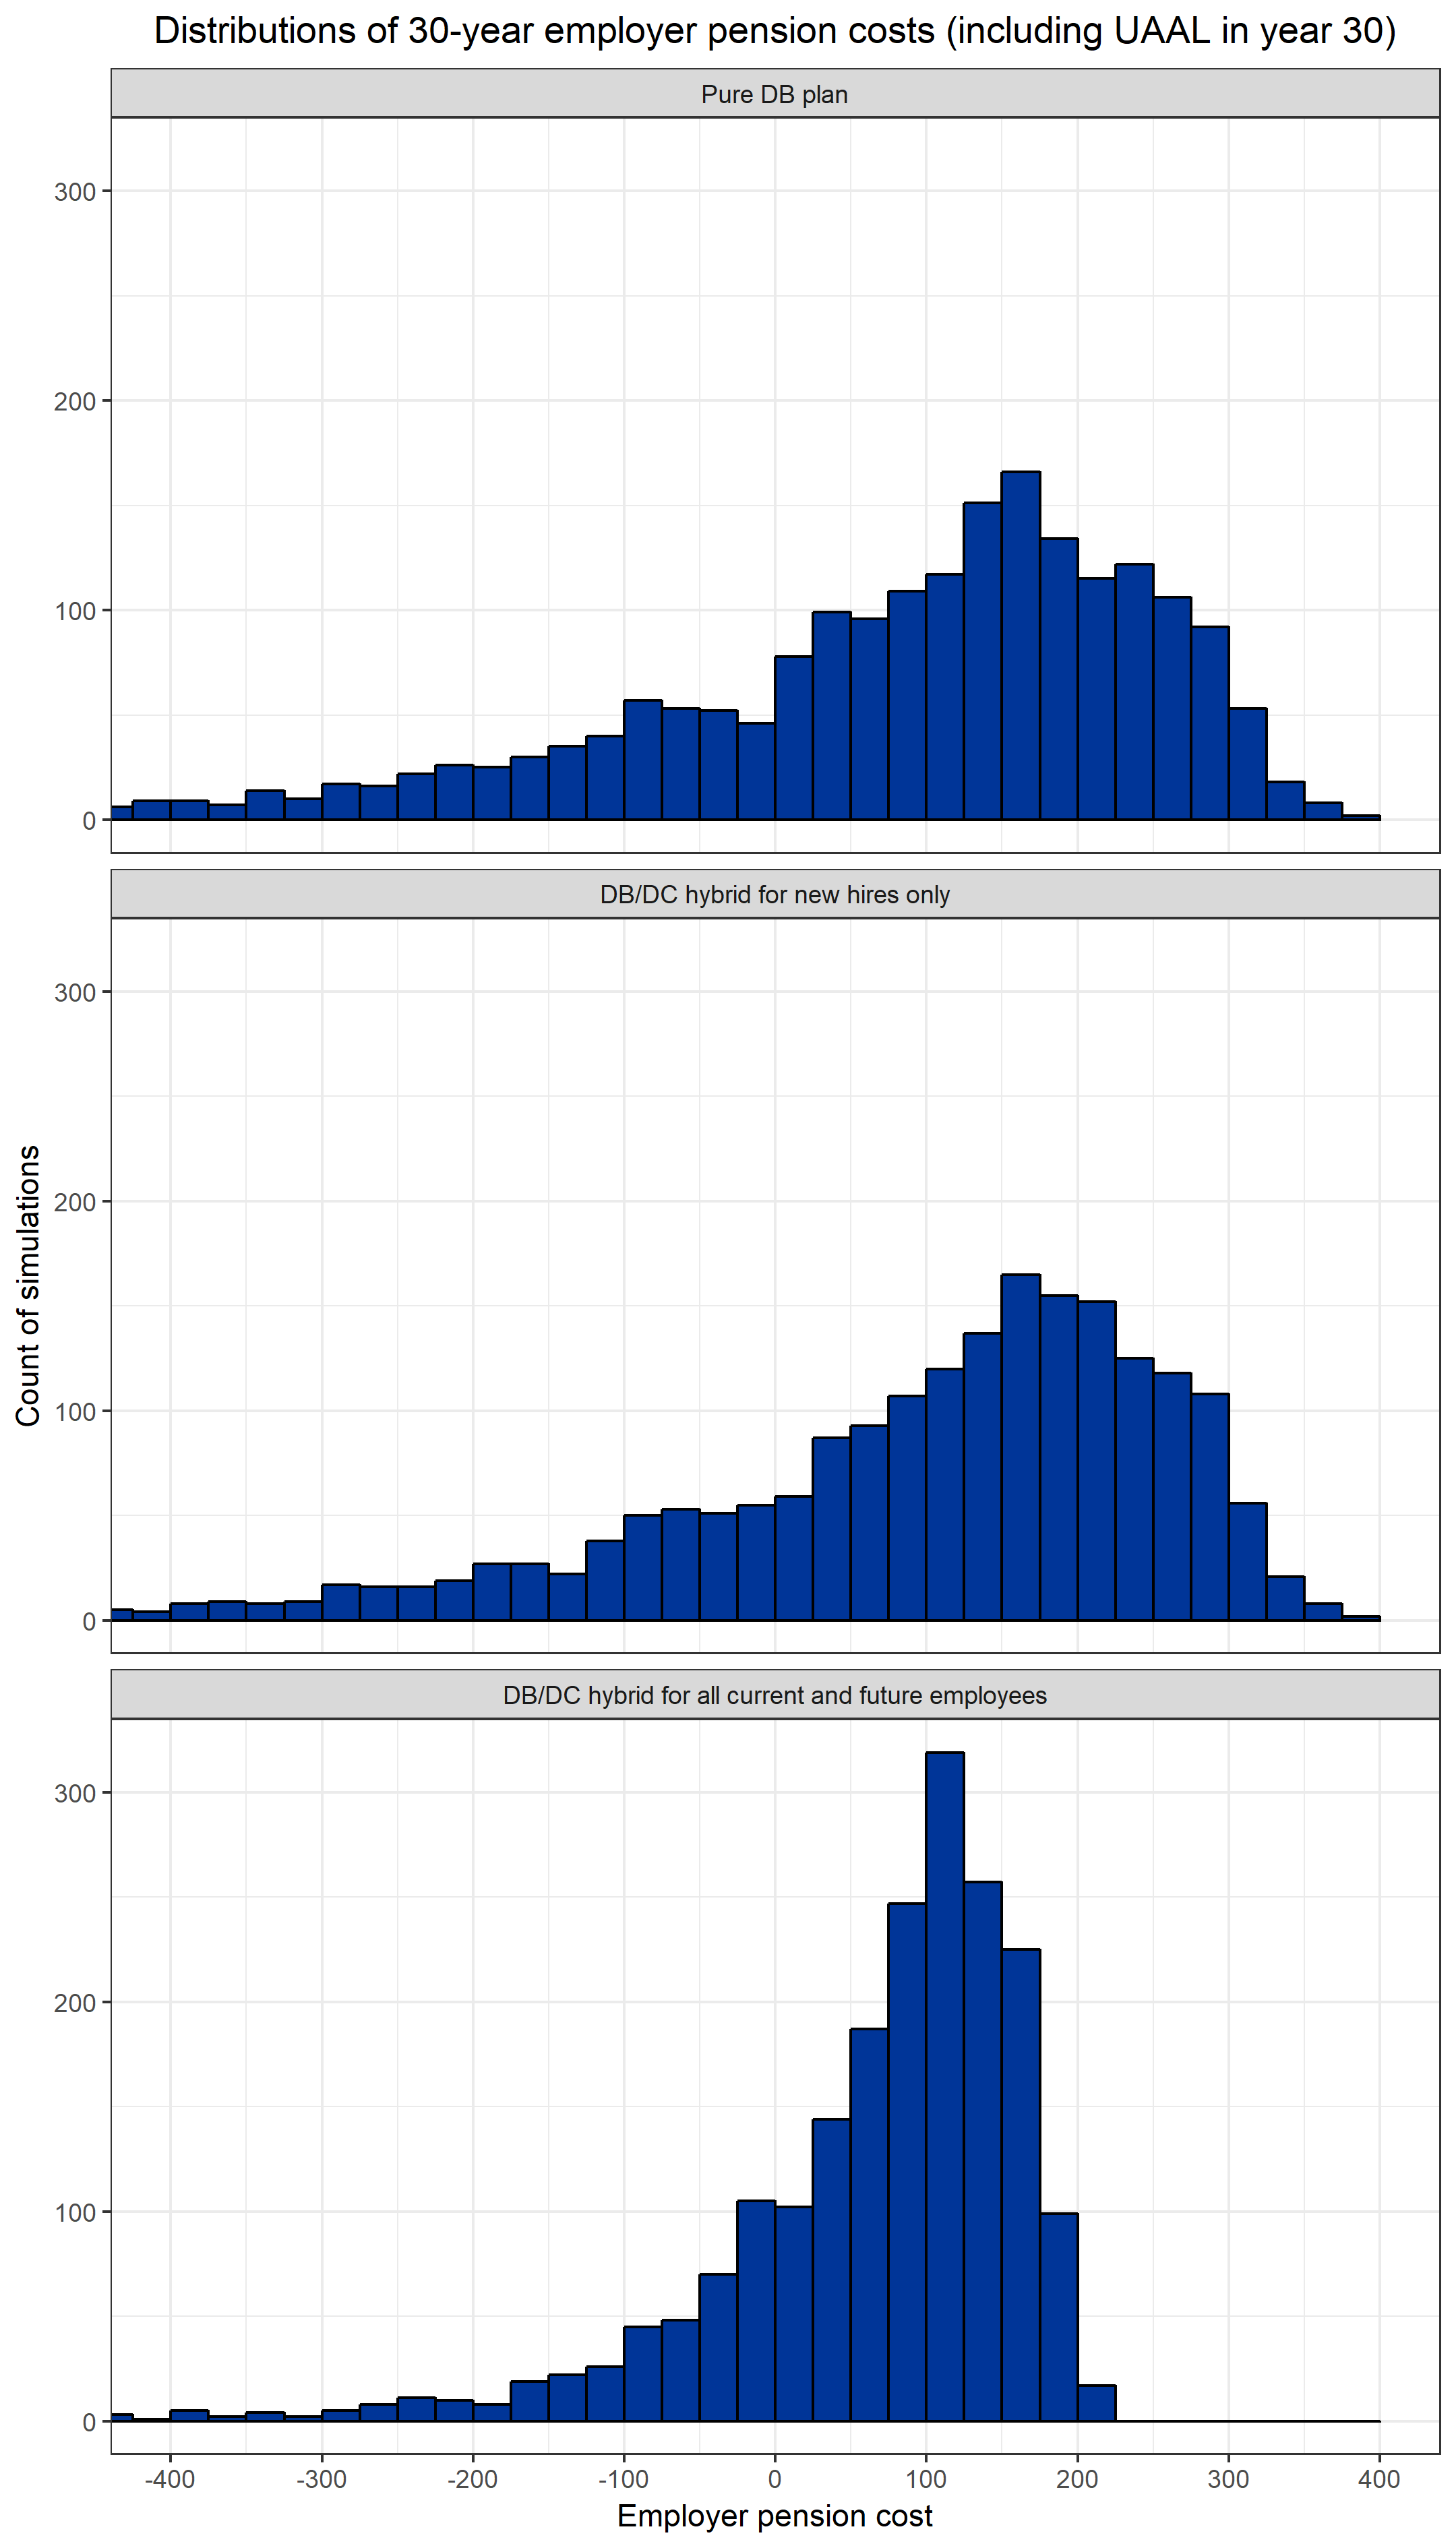 Distributions of 30-year employer pension costs (including UAAL in year 30)
Pure DB plan
300
200
100
0
DB/DC hybrid for new hires only
300
200
100
0
Count of simulations
DB/DC hybrid for all current and future employees
300
200
100
0
-400 -300 -200 -100 0 100 200 300 400
Employer pension cost